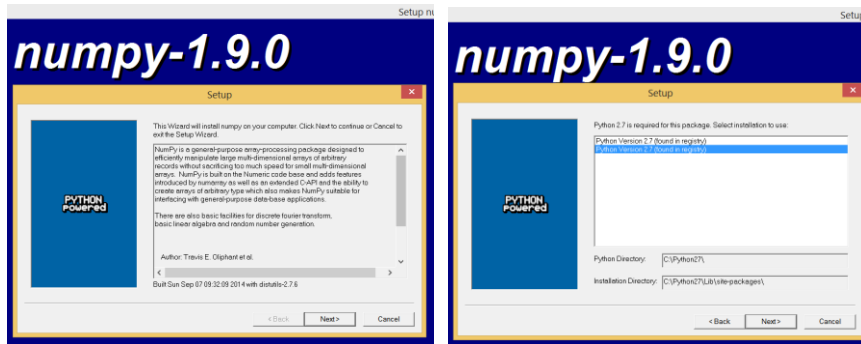 Setup nu
numpy-1.9.0
Setup
This Wizard will install numpy on your computer. Click Next to continue or Cancel to
exit the Setup Wizard.
NumPy is a general-purpose array-processing package designed to
efficiently manipulate large multi-dimensional arrays of arbitrary
records without sacrificing too much speed for small multi-dimensional
arrays. NumPy is built on the Numeric code base and adds features
introduced by numarray as well as an extended C-API and the ability to
create arrays of arbitrary type which also makes NumPy suitable for
interfacing with general-purpose data-base applications.
There are also basic facilities for discrete fourier transform,
basic linear algebra and random number generation.
Author: Travis E. Oliphant et al.
Built Sun Sep 07 09:32:09 2014 with distutils-2.7.6
PYTHON
Powered
< Back
Next >
Cancel
Setup
numpy-1.9.0
Setup
Python 2.7 is required for this package. Select installation to use:
Python Version 2.7 (found in registry)
Python Version 2.7 (found in registry)
PYTHON
Powered
Python Directory: C:\Python27\
Installation Directory: C:\Python27\Lib\site-packages\
< Back
Next >
Cancel